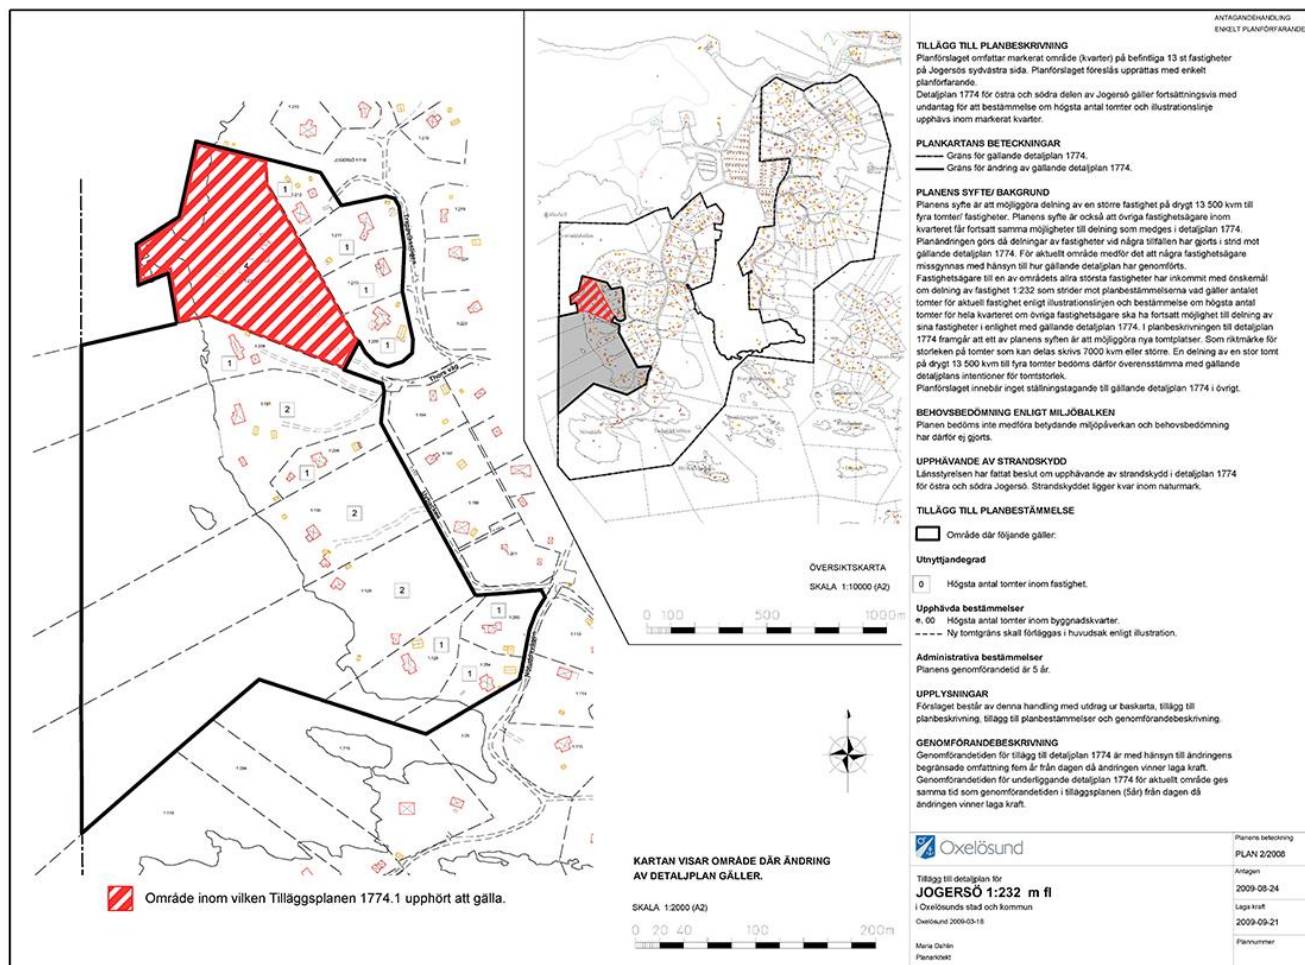 ANTAGANDEHANDLING
ENKELT PLANFÖRFARANDE
TILLÄGG TILL PLANBESKRIVNING
Planförslaget omfattar markerat område (kvarter) på befintliga 13 st fastigheter
på Jogersös sydvästra sida. Planförslaget föreslås upprättas med enkelt
planförfarande.
Detaljplan 1774 för östra och södra delen av Jogersö gäller fortsättningsvis med
undantag för att bestämmelse om högsta antal tomter och illustrationslinje
upphävs inom markerat kvarter.
PLANKARTANS BETECKNINGAR
Gräns för gällande detaljplan 1774.
Gräns för ändring av gällande detaljplan 1774.
PLANENS SYFTE/ BAKGRUND
Planens syfte är att möjliggöra delning av en större fastighet på drygt 13 500 kvm till
fyra tomter/ fastigheter. Planens syfte är också att övriga fastighetsägare inom
kvarteret får fortsatt samma möjligheter till delning som medges i detaljplan 1774.
Planändringen görs då delningar av fastigheter vid några tillfällen har gjorts i strid mot
gällande detaljplan 1774. För aktuellt område medför det att några fastighetsägare
missgynnas med hänsyn till hur gällande detaljplan har genomförts.
Fastighetsägare till en av områdets allra största fastigheter har inkommit med önskemål
om delning av fastighet 1:232 som strider mot planbestämmelserna vad gäller antalet
tomter för aktuell fastighet enligt illustrationslinjen och bestämmelse om högsta antal
tomter för hela kvarteret om övriga fastighetsägare ska ha fortsatt möjlighet till delning av
sina fastigheter i enlighet med gällande detaljplan 1774. I planbeskrivningen till detaljplan
1774 framgår att ett av planens syften är att möjliggöra nya tomtplatser. Som riktmärke för
storleken på tomter som kan delas skrivs 7000 kvm eller större. En delning av en stor tomt
på drygt 13 500 kvm till fyra tomter bedöms därför överensstämma med gällande
detaljplans intentioner för tomtstorlek.
Planförslaget innebär inget ställningstagande till gällande detaljplan 1774 i övrigt.
BEHOVSBEDÖMNING ENLIGT MILJÖBALKEN
Planen bedöms inte medföra betydande miljöpåverkan och behovsbedömning
har därför ej gjorts.
UPPHÄVANDE AV STRANDSKYDD
Länsstyrelsen har fattat beslut om upphävande av strandskydd i detaljplan 1774
för östra och södra Jogersö. Strandskyddet ligger kvar inom naturmark.
TILLÄGG TILL PLANBESTÄMMELSE
Område där följande gäller:
Utnyttjandegrad
0 Högsta antal tomter inom fastighet.
Upphävda bestämmelser
e. 00 Högsta antal tomter inom byggnadskvarter.
Ny tomtgräns skall förläggas i huvudsak enligt illustration.
Administrativa bestämmelser
Planens genomförandetid är 5 år.
UPPLYSNINGAR
Förslaget består av denna handling med utdrag ur baskarta, tillägg till
planbeskrivning, tillägg till planbestämmelser och genomförandebeskrivning.
GENOMFÖRANDEBESKRIVNING
Genomförandetiden för tillägg till detaljplan 1774 är med hänsyn till ändringens
begränsade omfattning fem år från dagen då ändringen vinner laga kraft.
Genomförandetiden för underliggande detaljplan 1774 för aktuellt område ges
samma tid som genomförandetiden i tilläggsplanen (5år) från dagen då
ändringen vinner laga kraft.
Oxelösund
Tillägg till detaljplan för
JOGERSÖ 1:232 m fl
i Oxelösunds stad och kommun
Oxelösund 2009-03-18
Maria Dahlin
Planarkitekt
Planens beteckning
PLAN 2/2008
Antagen
2009-08-24
Laga kraft
2009-09-21
Plannummer
ÖVERSIKTSKARTA
SKALA 1:10000 (A2)
0 100 500 1000m
KARTAN VISAR OMRÅDE DÄR ÄNDRING
AV DETALJPLAN GÄLLER.
SKALA 1:2000 (A2)
0 20 40 100 200m
Område inom vilken Tilläggsplanen 1774.1 upphört att gälla.
JOGERSÖ 1:118
Thors väg
1
1
4
1
1
1
2
1
2
2
1
1
1